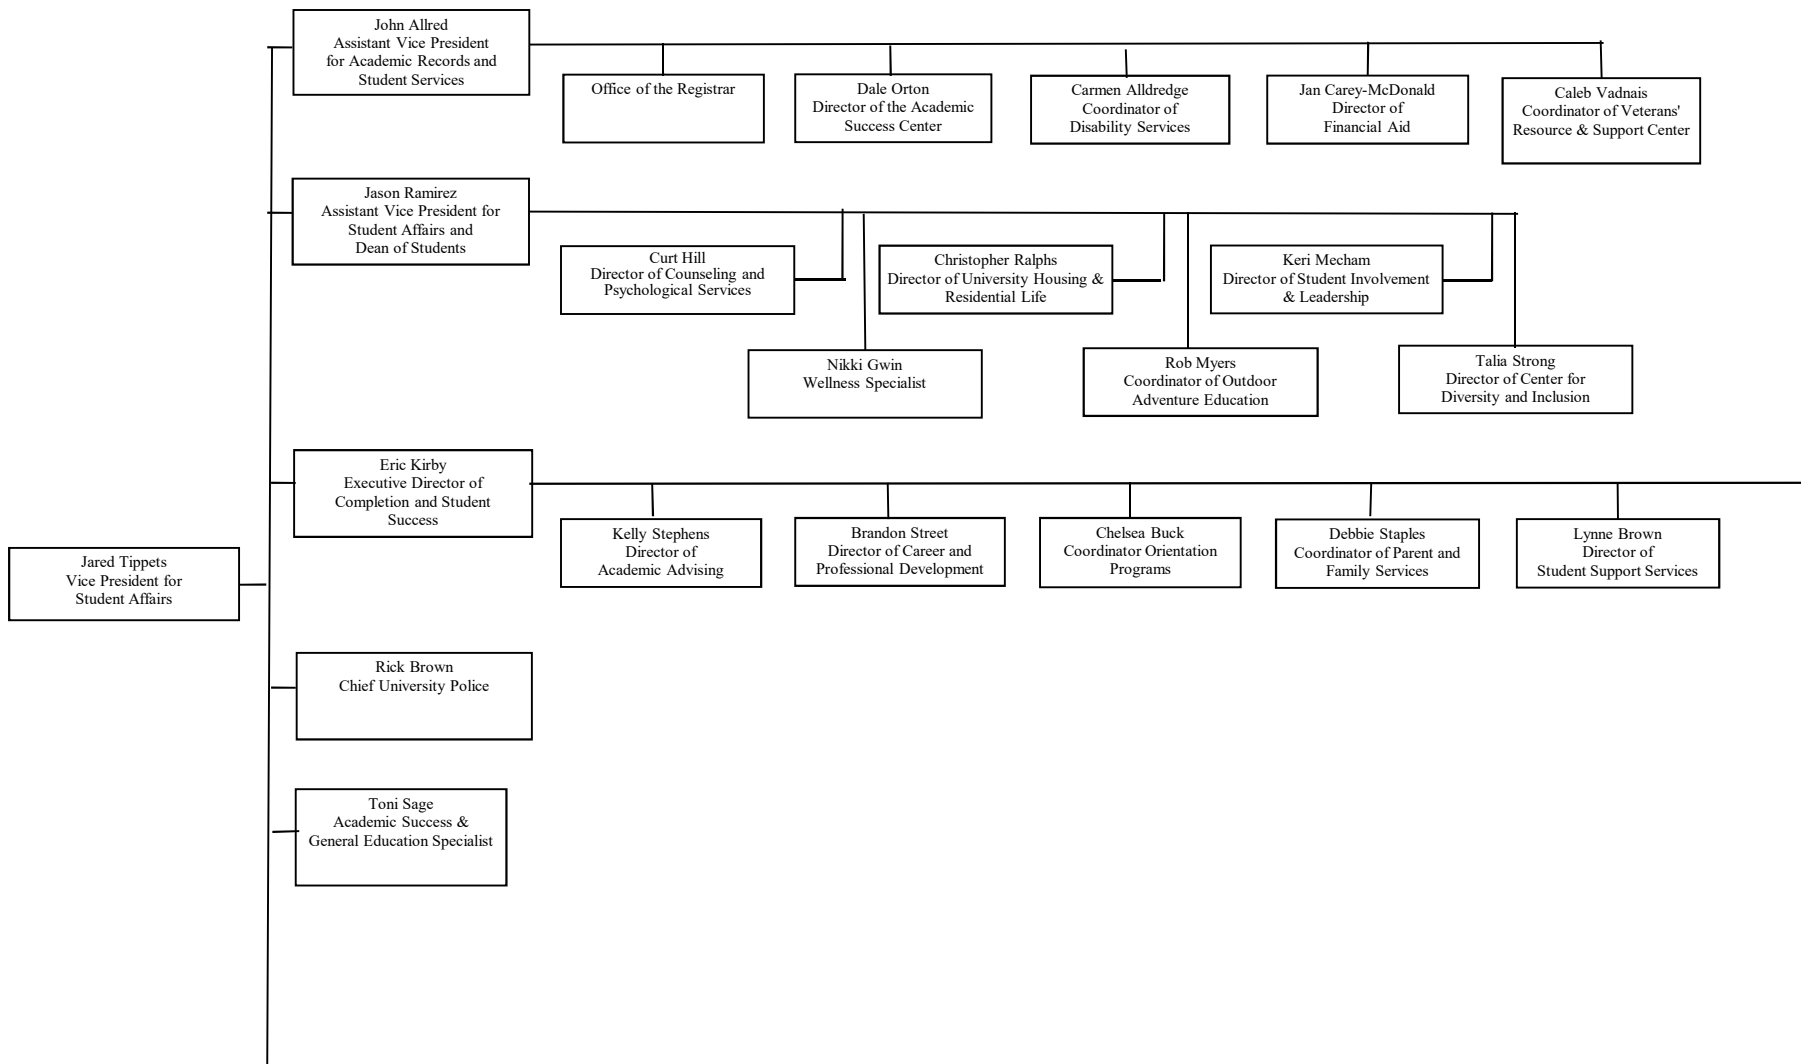 John Allred
Assistant Vice President
for Academic Records and
Student Services
Office of the Registrar
Dale Orton
Director of the Academic
Success Center
Carmen Alldredge
Coordinator of
Disability Services
Jan Carey-McDonald
Director of
Financial Aid
Caleb Vadnais
Coordinator of Veterans'
Resource & Support Center
Jason Ramirez
Assistant Vice President for
Student Affairs and
Dean of Students
Curt Hill
Director of Counseling and
Psychological Services
Christopher Ralphs
Director of University Housing &
Residential Life
Keri Mecham
Director of Student Involvement
& Leadership
Nikki Gwin
Wellness Specialist
Rob Myers
Coordinator of Outdoor
Adventure Education
Talia Strong
Director of Center for
Diversity and Inclusion
Eric Kirby
Executive Director of
Completion and Student
Success
Kelly Stephens
Director of
Academic Advising
Brandon Street
Director of Career and
Professional Development
Chelsea Buck
Coordinator Orientation
Programs
Debbie Staples
Coordinator of Parent and
Family Services
Lynne Brown
Director of
Student Support Services
Jared Tippets
Vice President for
Student Affairs
Rick Brown
Chief University Police
Toni Sage
Academic Success &
General Education Specialist